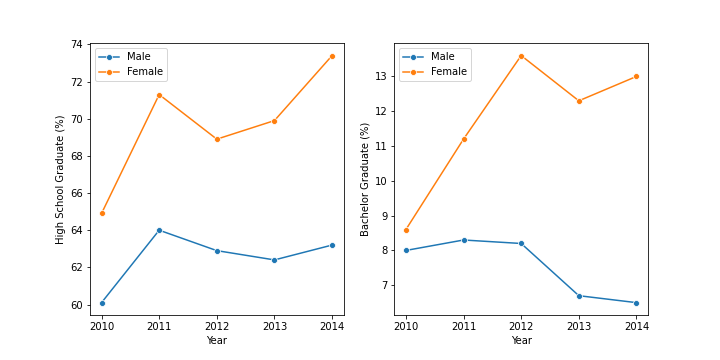 High School Graduate (%)
74
72
70
68
66
64
62
60
Male
Female
2010 2011 2012 2013 2014
Year
Bachelor Graduate (%)
13
12
11
10
9
8
7
Male
Female
2010 2011 2012 2013 2014
Year